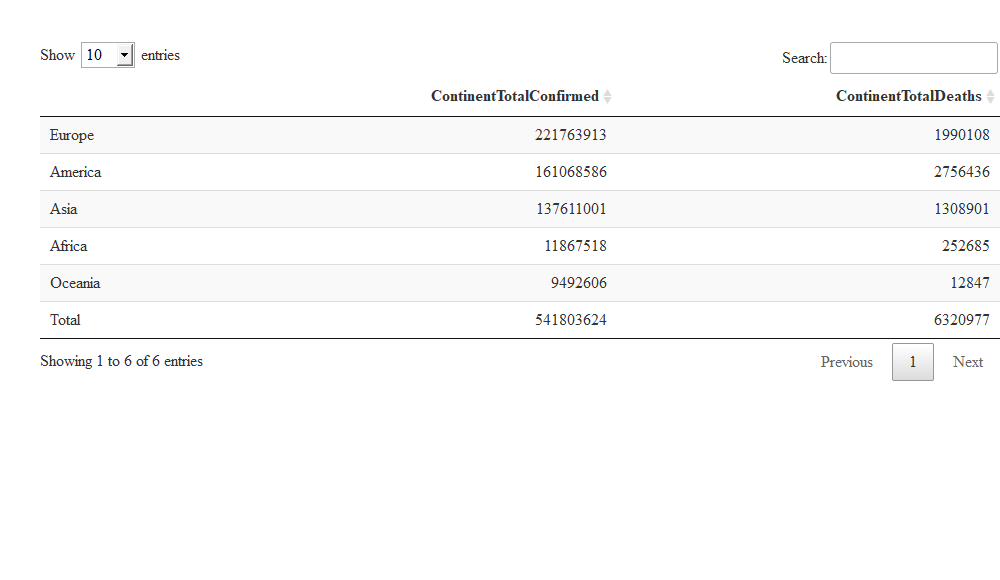 Show 10 entries
Search:
ContinentTotalConfirmed ContinentTotalDeaths
Europe 221763913 1990108
America 161068586 2756436
Asia 137611001 1308901
Africa 11867518 252685
Oceania 9492606 12847
Total 541803624 6320977
Showing 1 to 6 of 6 entries
Previous 1 Next